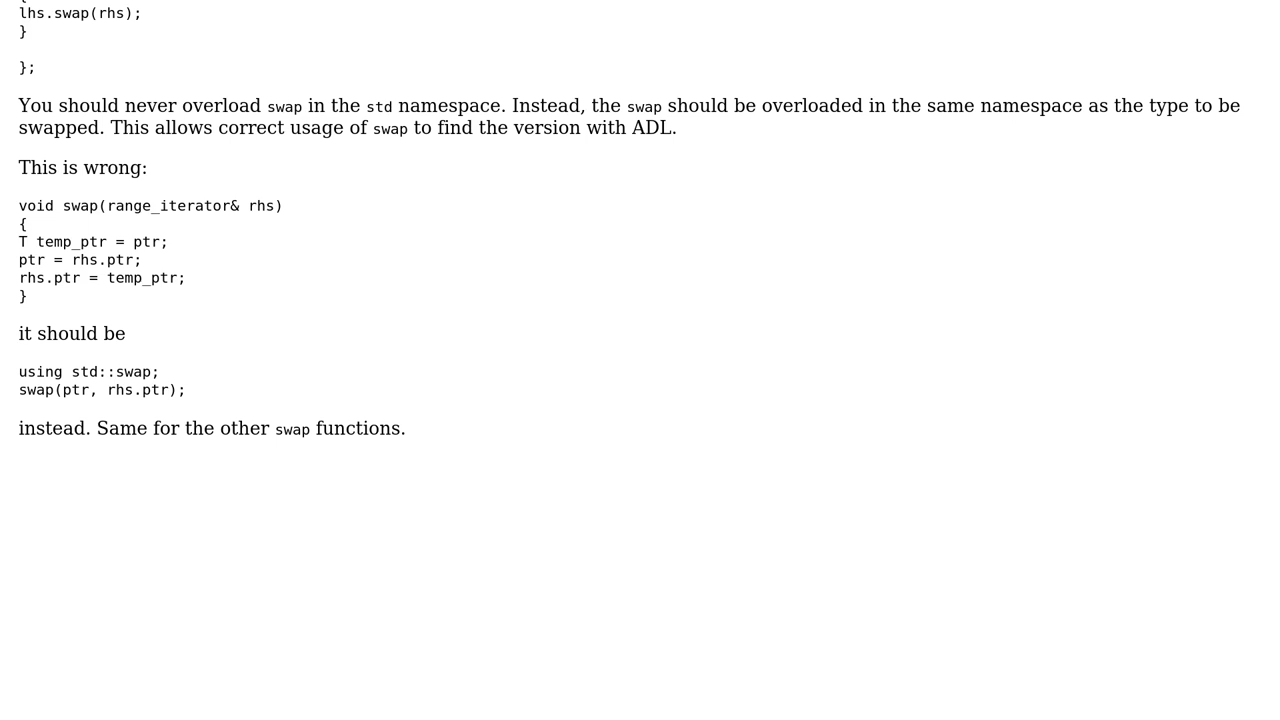 lhs.swap(rhs);
}
};
You should never overload swap in the std namespace. Instead, the swap should be overloaded in the same namespace as the type to be
swapped. This allows correct usage of swap to find the version with ADL.
This is wrong:
void swap(range_iterator& rhs)
{
T temp_ptr = ptr;
ptr = rhs.ptr;
rhs.ptr = temp_ptr;
}
it should be
using std::swap;
swap(ptr, rhs.ptr);
instead. Same for the other swap functions.